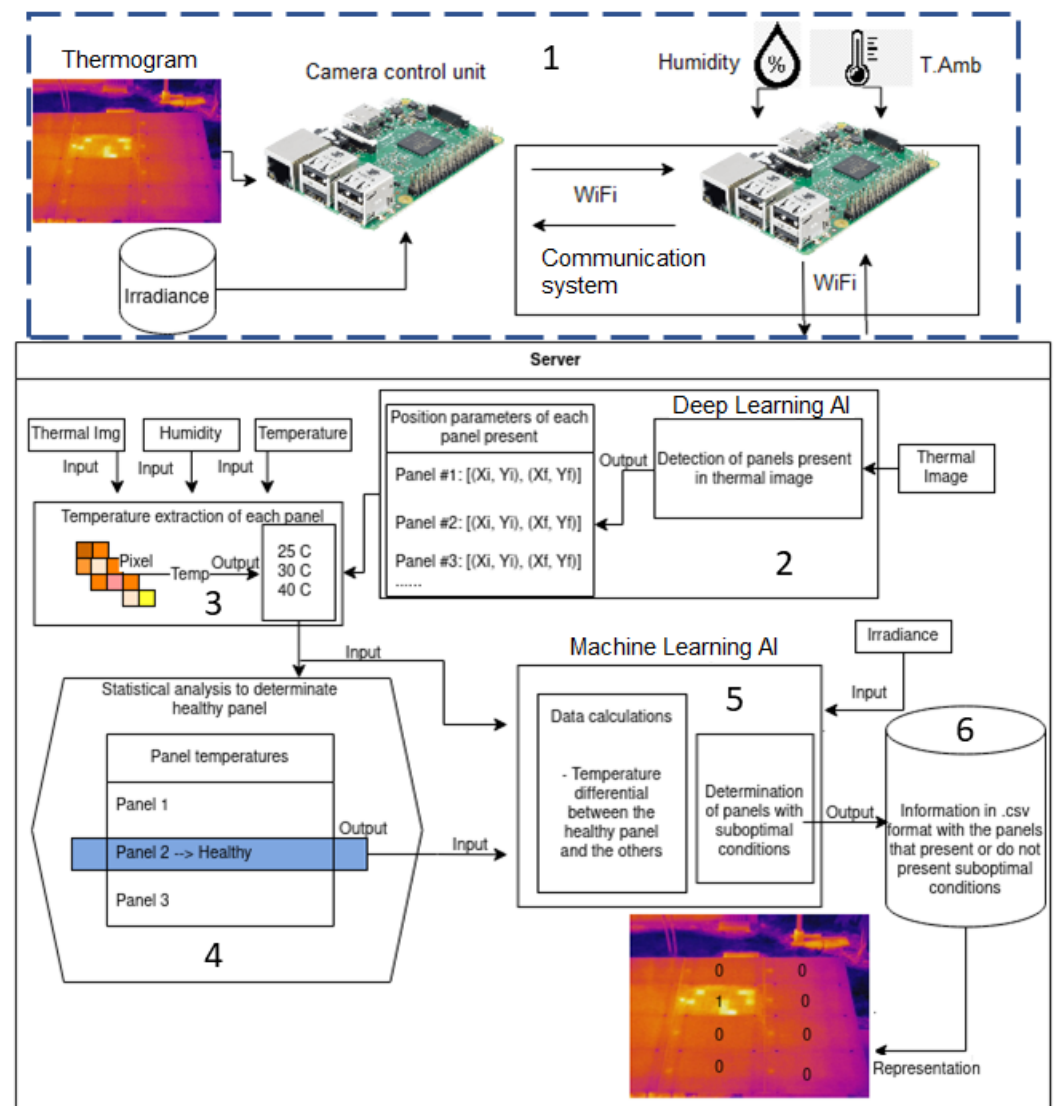 Thermogram
Camera control unit
1
Humidity
%
T.Amb
WiFi
Communication
system
WiFi
Irradiance
Server
Thermal Img
Humidity
Temperature
Input
Input
Input
Temperature extraction of each panel
Pixel
Temp
Output
25 C
30 C
40 C
3
Position parameters of each
panel present
Panel #1: [(Xi, Yi), (Xf, Yf)]
Panel #2: [(Xi, Yi), (Xf, Yf)]
Panel #3: [(Xi, Yi), (Xf, Yf)]
......
Deep Learning AI
Output
Detection of panels present
in thermal image
Thermal
Image
2
Input
Statistical analysis to determinate
healthy panel
Panel temperatures
Panel 1
Panel 2 --> Healthy
Panel 3
Output
4
Input
Machine Learning AI
5
Data calculations
- Temperature
differential
between the
healthy panel
and the others
Determination
of panels with
suboptimal
conditions
Irradiance
Input
Output
6
Information in .csv
format with the panels
that present or do not
present suboptimal
conditions
0
0
1
0
0
0
0
0
Representation